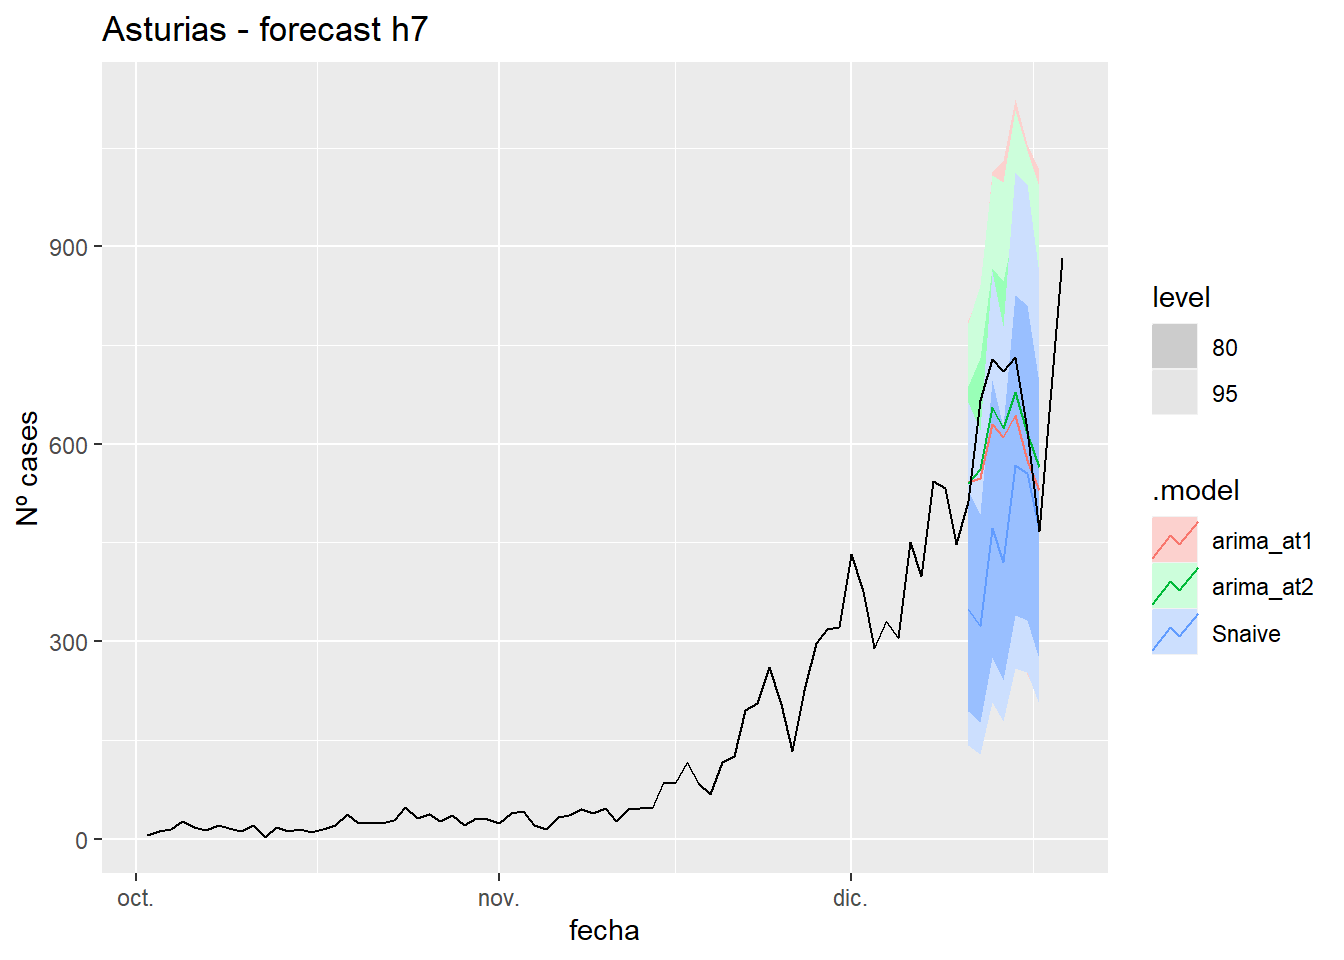 Asturias - forecast h7
Nº cases
900
600
300
0
oct.
nov.
dic.
fecha
level
80
95
.model
arima_at1
arima_at2
Snaive